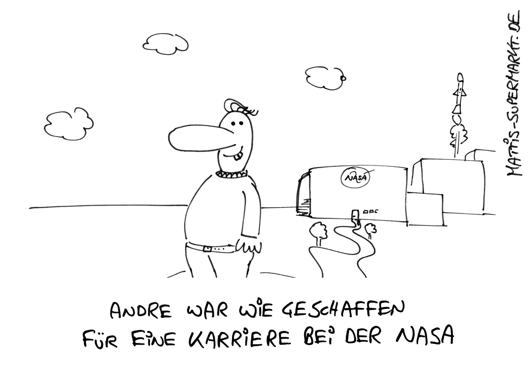 MATTIS-SUPERMARKT.DE
NASA
ANDRE WAR WIE GESCHAFFEN
FÜR EINE KARRIERE BEI DER NASA